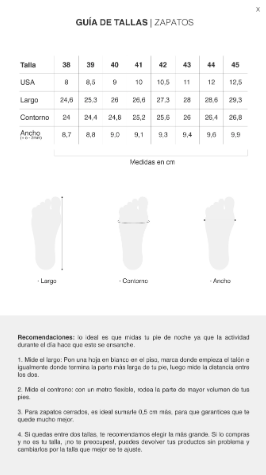 X
GUÍA DE TALLAS | ZAPATOS
Talla 38 39 40 41 42 43 44 45
USA 8 8,5 9 10 10,5 11 12 12,5
Largo 24,6 25,3 26 26,6 27,3 28 28,6 29,3
Contorno 24 24,4 24,8 25,2 25,6 26 26,4 26,8
Ancho 8,7 8,8 9,0 9,1 9,3 9,4 9,6 9,9
Medidas en cm
- Largo - Contorno - Ancho
Recomendaciones: lo ideal es que midas tu pie de noche ya que la actividad
durante el día hace que este se ensanche.
1. Mide el largo: Pon una hoja en blanco en el piso, marca donde empieza el talón e
igualmente donde termina la parte más larga de tu pie, luego mide la distancia entre
los dos.
2. Mide el contorno: con un metro flexible, rodea la parte de mayor volumen de tus
pies.
3. Para zapatos cerrados, es ideal sumarle 0,5 cm más, para que garantices que te
quede mucho mejor.
4. Si quedas entre dos tallas, te recomendamos elegir la más grande. Si lo compras
y no es tu talla, ¡no te preocupes!, puedes devolver tus productos sin problema y
cambiarlos por la talla que mejor se te ajuste.